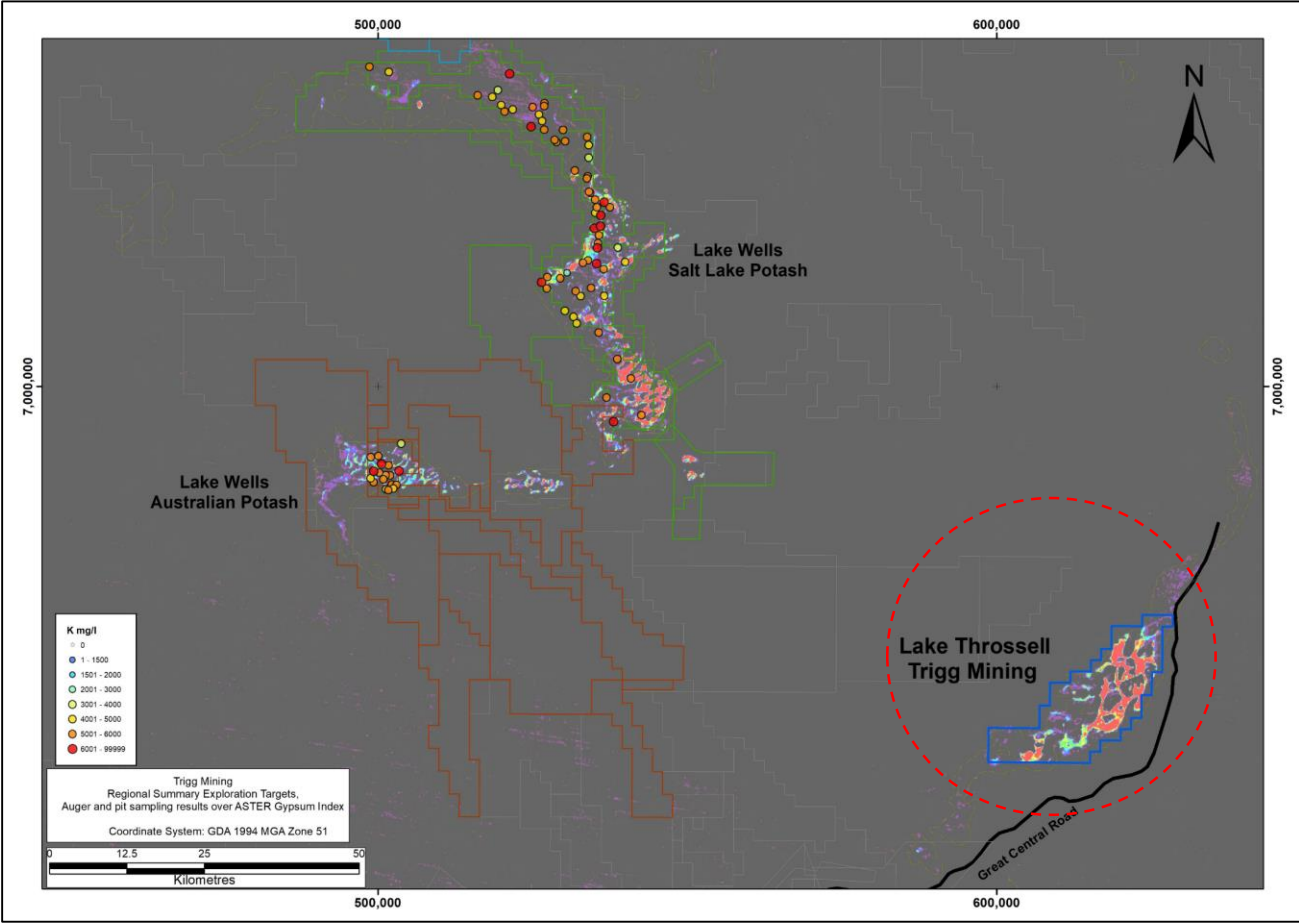 500,000
600,000
N
Lake Wells
Salt Lake Potash
7,000,000
7,000,000
Lake Wells
Australian Potash
Lake Throssell
Trigg Mining
K mg/l
0
1 - 1500
1501 - 2000
2001 - 3000
3001 - 4000
4001 - 5000
5001 - 6000
6001 - 99999
Trigg Mining
Regional Summary Exploration Targets,
Auger and pit sampling results over ASTER Gypsum Index
Coordinate System: GDA 1994 MGA Zone 51
0 12.5 25 50
Kilometres
Great Central Road
500,000
600,000